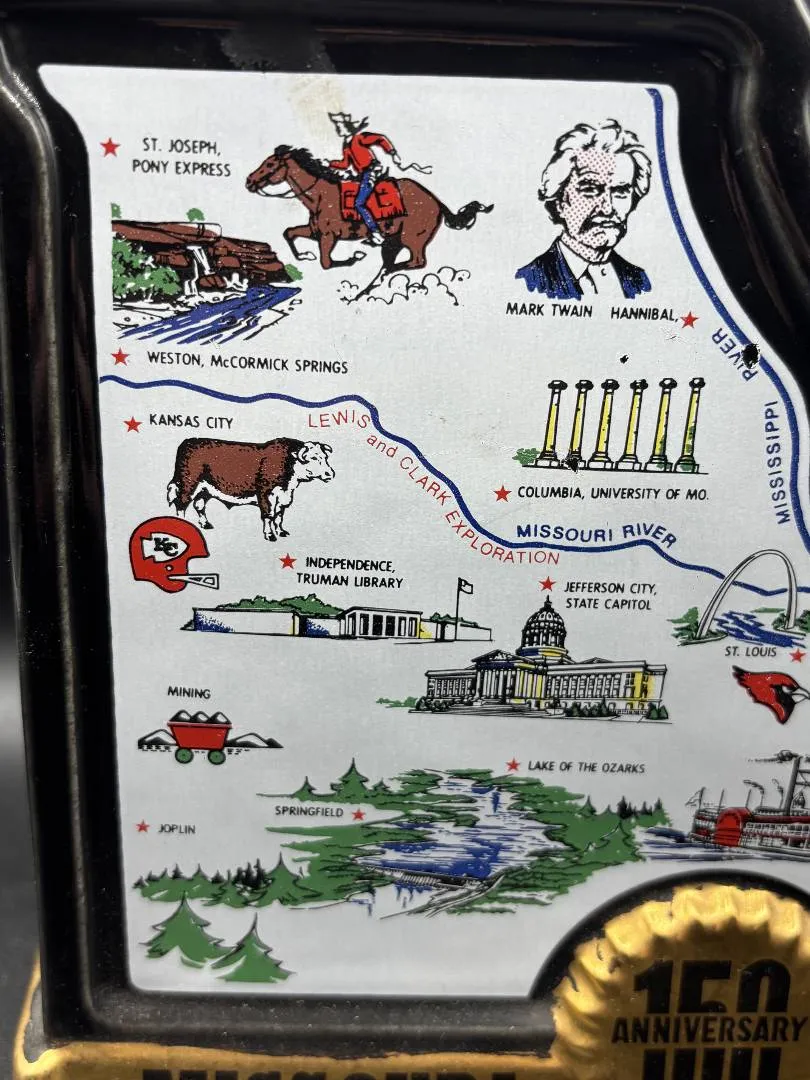 ST. JOSEPH,
PONY EXPRESS
MARK TWAIN HANNIBAL,
WESTON, McCORMICK SPRINGS
RIVER
MISSISSIPPI
KANSAS CITY
LEWIS and CLARK EXPLORATION
COLUMBIA, UNIVERSITY OF MO.
MISSOURI RIVER
KC
INDEPENDENCE,
TRUMAN LIBRARY
JEFFERSON CITY,
STATE CAPITOL
ST. LOUIS
MINING
LAKE OF THE OZARKS
SPRINGFIELD
JOPLIN
150
ANNIVERSARY